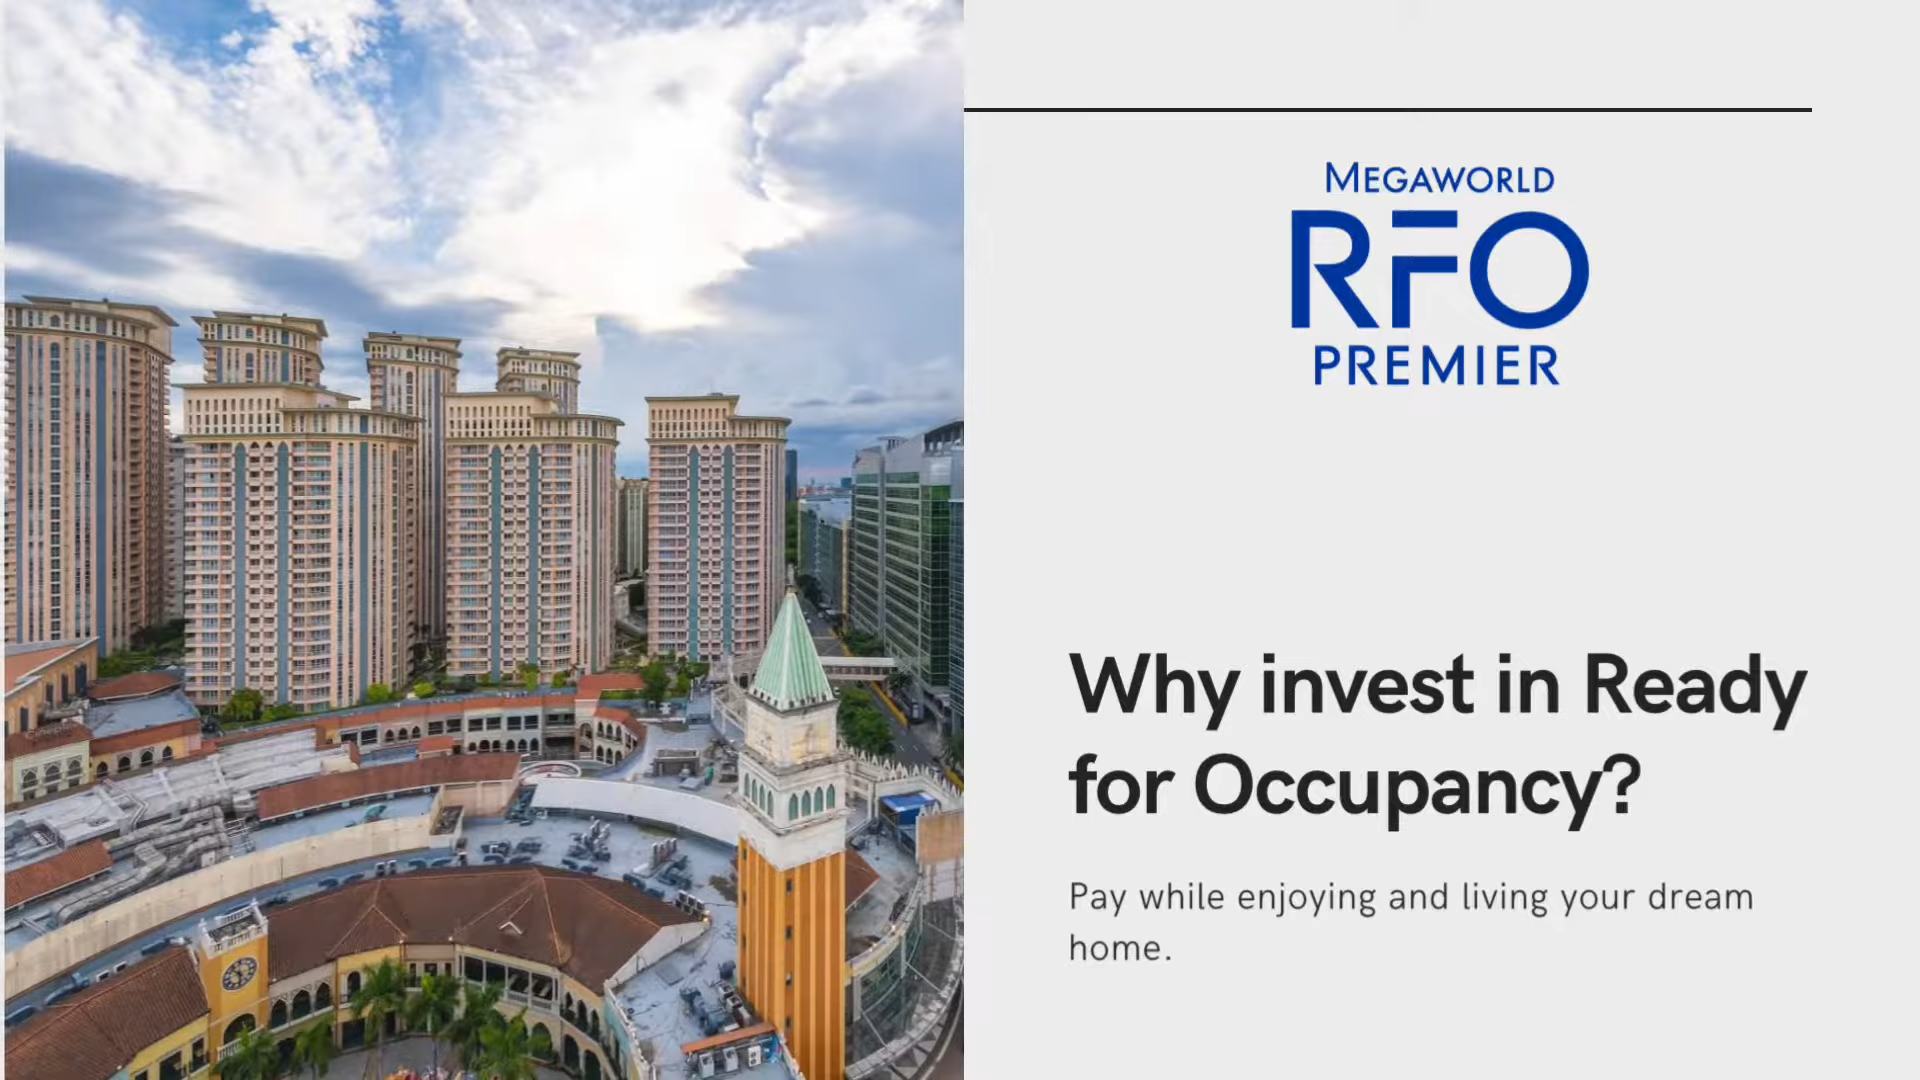 MEGAWORLD
RFO
PREMIER
Why invest in Ready
for Occupancy?
Pay while enjoying and living your dream
home.